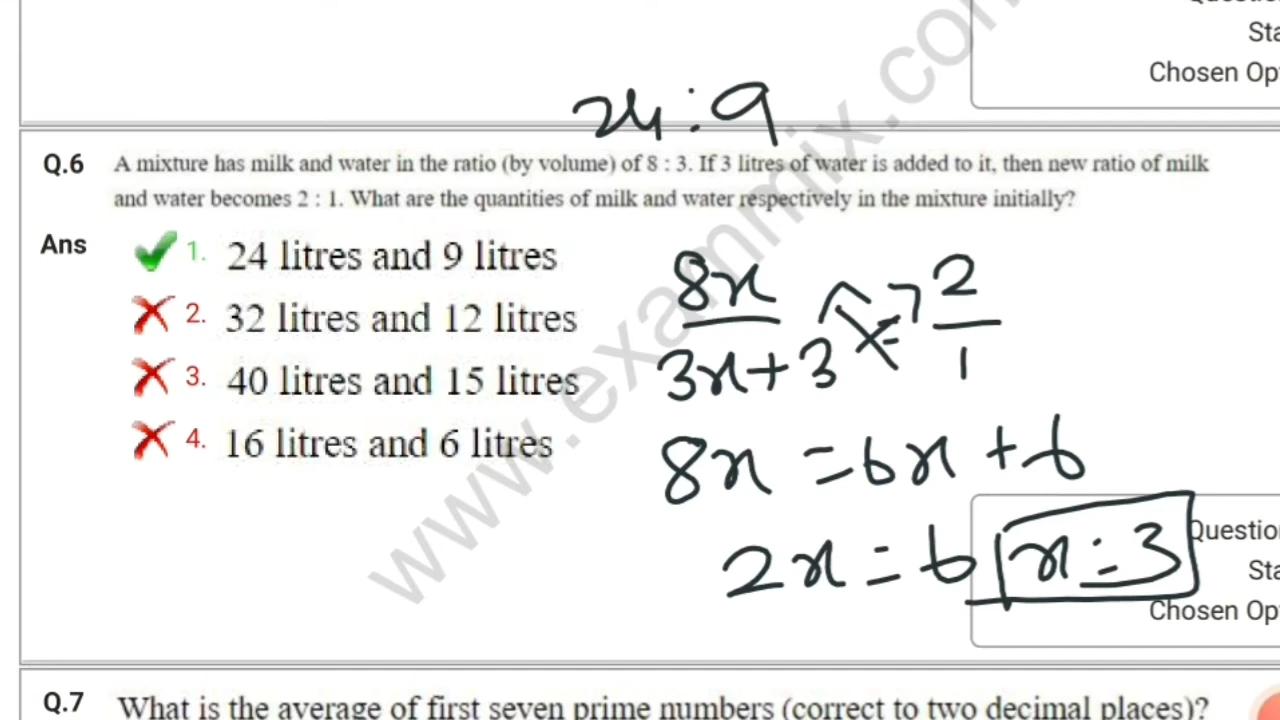 Questio
Sta
Chosen Op
24 : 9
Q.6 A mixture has milk and water in the ratio (by volume) of 8 : 3. If 3 litres of water is added to it, then new ratio of milk
and water becomes 2 : 1. What are the quantities of milk and water respectively in the mixture initially?
Ans 1. 24 litres and 9 litres
2. 32 litres and 12 litres
3. 40 litres and 15 litres
4. 16 litres and 6 litres
8x / 3x+3 = 2 / 1
8x = 6x + 6
2x = 6 x = 3
Questio
Sta
Chosen Op
www.exammix.com
Q.7 What is the average of first seven prime numbers (correct to two decimal places)?